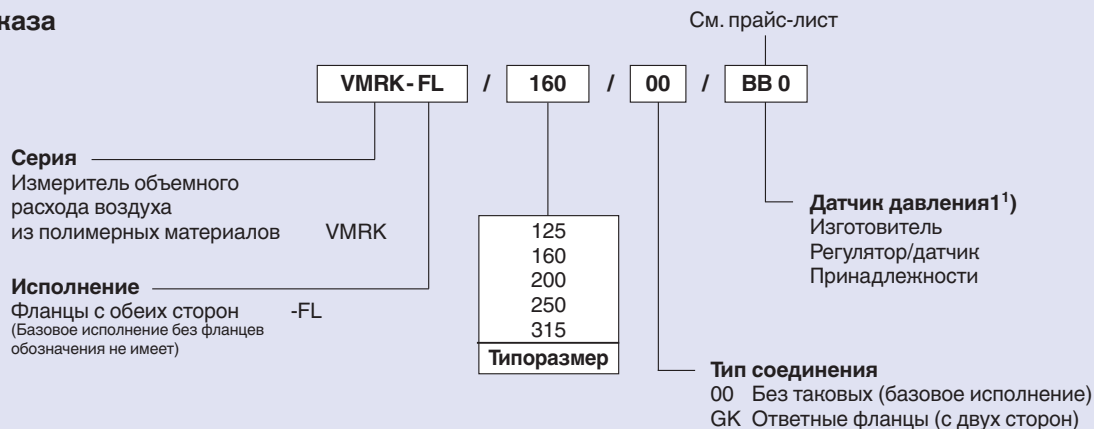 каза
См. прайс-лист
VMRK-FL / 160 / 00 / BB 0
Серия
Измеритель объемного
расхода воздуха
из полимерных материалов VMRK
Исполнение
Фланцы с обеих сторон -FL
(Базовое исполнение без фланцев
обозначения не имеет)
125
160
200
250
315
Типоразмер
Датчик давления1¹)
Изготовитель
Регулятор/датчик
Принадлежности
Тип соединения
00 Без таковых (базовое исполнение)
GK Ответные фланцы (с двух сторон)